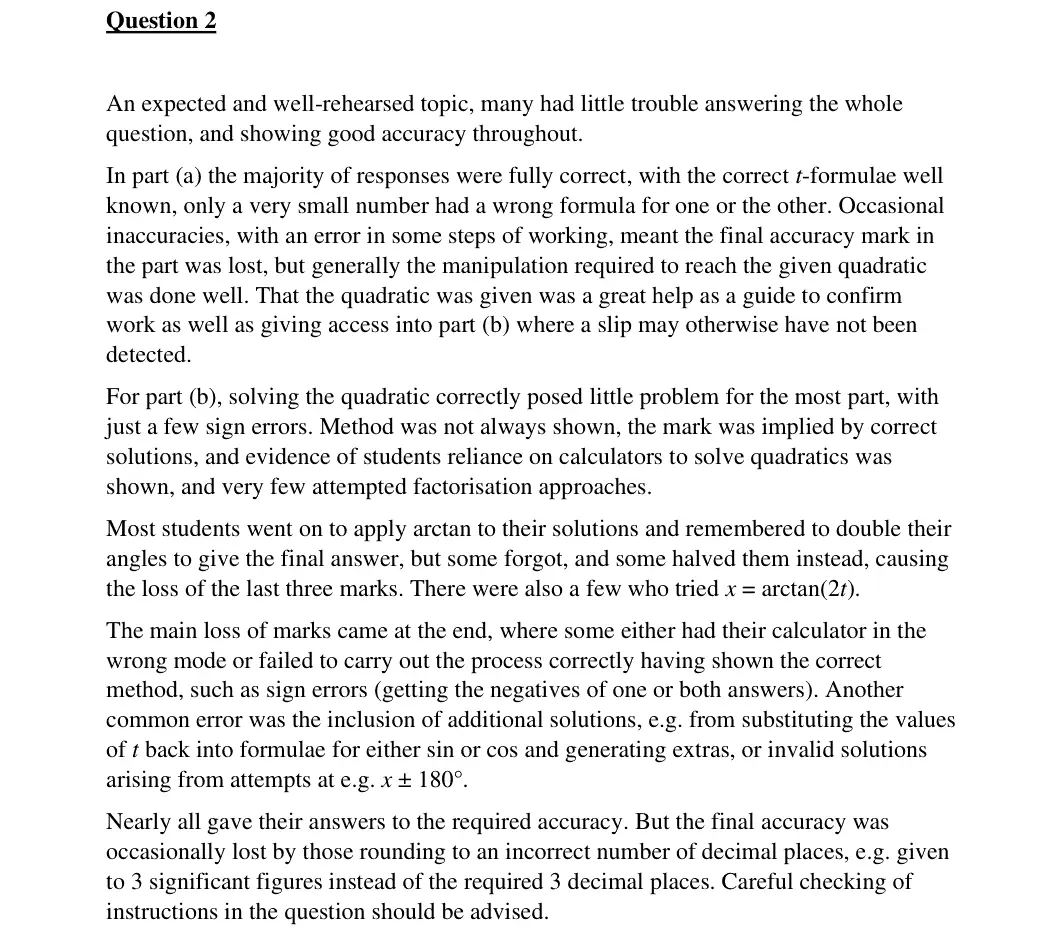 Question 2
An expected and well-rehearsed topic, many had little trouble answering the whole
question, and showing good accuracy throughout.
In part (a) the majority of responses were fully correct, with the correct t-formulae well
known, only a very small number had a wrong formula for one or the other. Occasional
inaccuracies, with an error in some steps of working, meant the final accuracy mark in
the part was lost, but generally the manipulation required to reach the given quadratic
was done well. That the quadratic was given was a great help as a guide to confirm
work as well as giving access into part (b) where a slip may otherwise have not been
detected.
For part (b), solving the quadratic correctly posed little problem for the most part, with
just a few sign errors. Method was not always shown, the mark was implied by correct
solutions, and evidence of students reliance on calculators to solve quadratics was
shown, and very few attempted factorisation approaches.
Most students went on to apply arctan to their solutions and remembered to double their
angles to give the final answer, but some forgot, and some halved them instead, causing
the loss of the last three marks. There were also a few who tried x = arctan(2t).
The main loss of marks came at the end, where some either had their calculator in the
wrong mode or failed to carry out the process correctly having shown the correct
method, such as sign errors (getting the negatives of one or both answers). Another
common error was the inclusion of additional solutions, e.g. from substituting the values
of t back into formulae for either sin or cos and generating extras, or invalid solutions
arising from attempts at e.g. x ± 180°.
Nearly all gave their answers to the required accuracy. But the final accuracy was
occasionally lost by those rounding to an incorrect number of decimal places, e.g. given
to 3 significant figures instead of the required 3 decimal places. Careful checking of
instructions in the question should be advised.